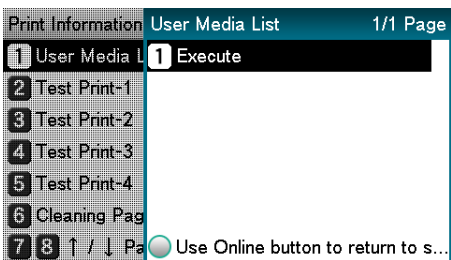 Print Information
1 User Media L
2 Test Print-1
3 Test Print-2
4 Test Print-3
5 Test Print-4
6 Cleaning Pag
7 8 ↑ / ↓ Pa
User Media List 1/1 Page
1 Execute
Use Online button to return to s...